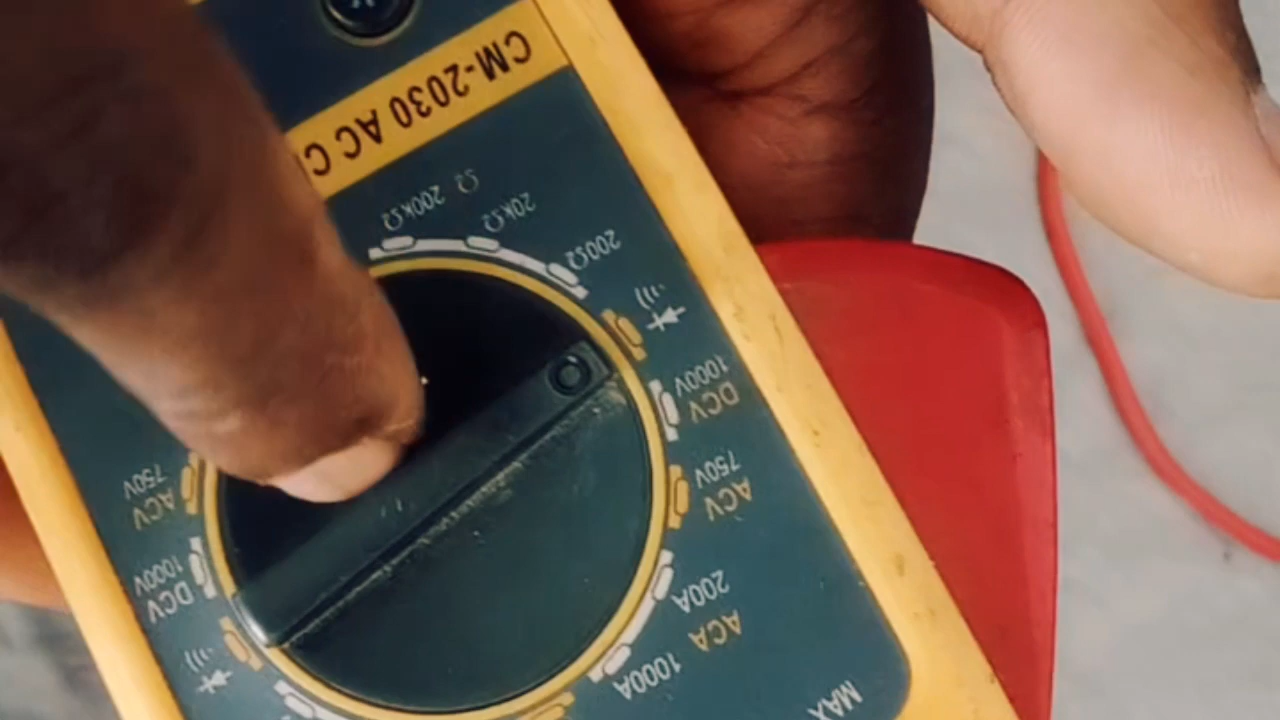 CM-2030 AC C
200kΩ
Ω
20kΩ
200Ω
1000V
DCV
750V
ACV
200A
ACA
1000A
MAX
750V
ACV
1000V
DCV